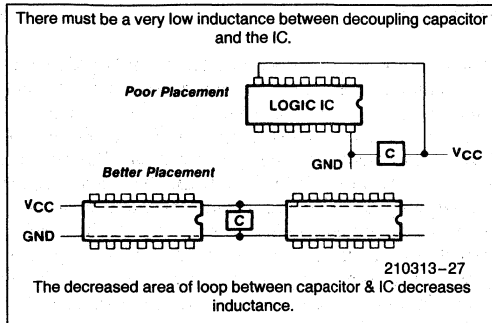 There must be a very low inductance between decoupling capacitor
and the IC.
Poor Placement
LOGIC IC
C
GND
VCC
Better Placement
VCC
C
GND
210313–27
The decreased area of loop between capacitor & IC decreases
inductance.